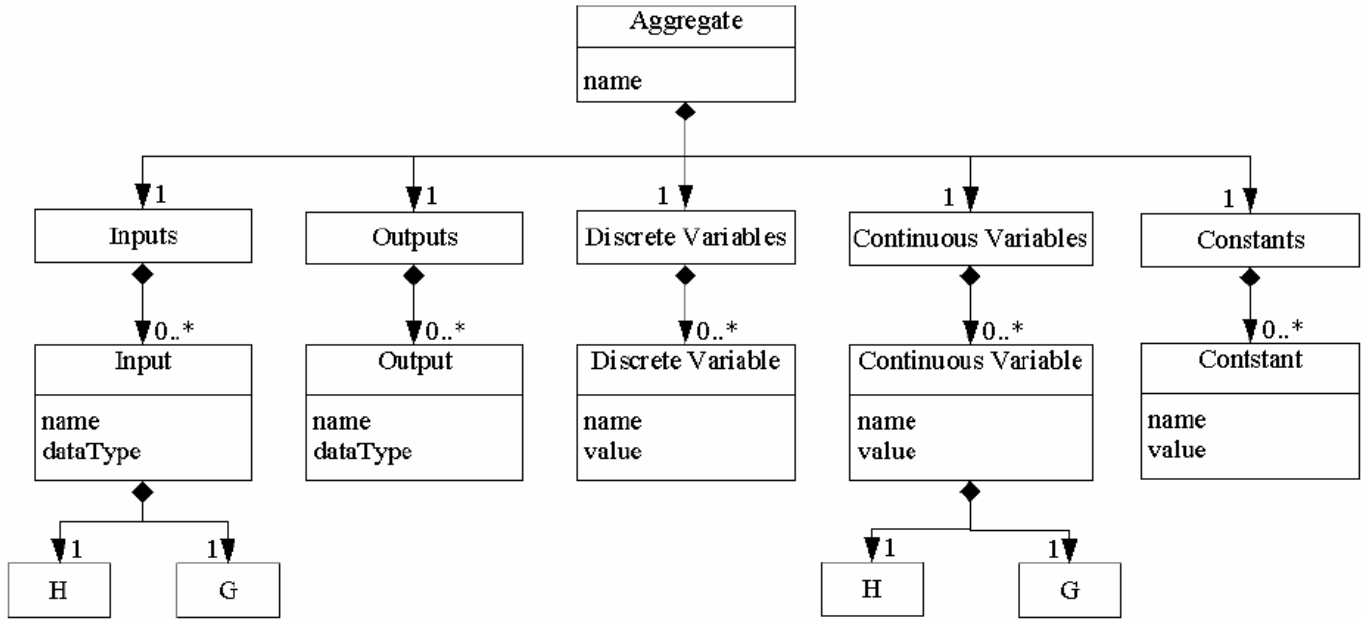 Aggregate
name
1
1
1
1
1
Inputs
Outputs
Discrete Variables
Continuous Variables
Constants
0..*
0..*
0..*
0..*
0..*
Input
name
dataType
Output
name
dataType
Discrete Variable
name
value
Continuous Variable
name
value
Contstant
name
value
1
1
1
1
H
G
H
G